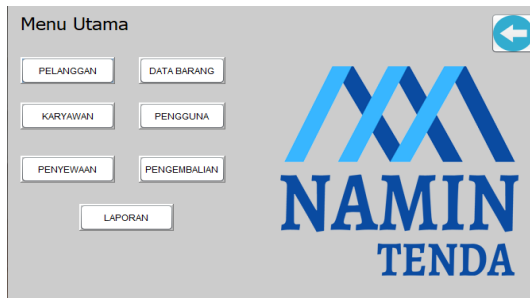 Menu Utama
PELANGGAN
DATA BARANG
KARYAWAN
PENGGUNA
PENYEWAAN
PENGEMBALIAN
LAPORAN
NAMIN
TENDA